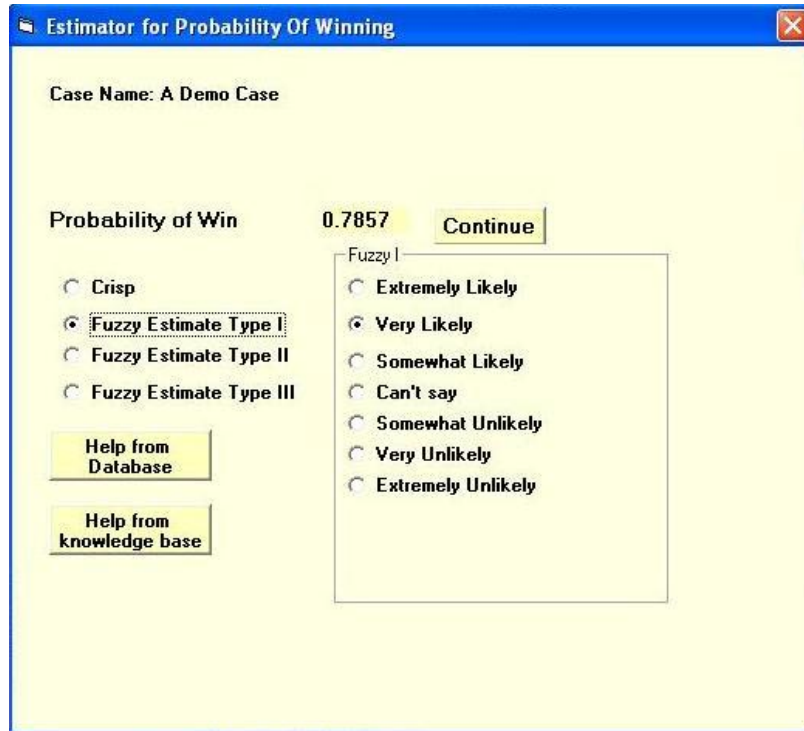 Estimator for Probability Of Winning
Case Name: A Demo Case
Probability of Win 0.7857 Continue
Crisp
Fuzzy Estimate Type I
Fuzzy Estimate Type II
Fuzzy Estimate Type III
Help from
Database
Help from
knowledge base
Fuzzy I
Extremely Likely
Very Likely
Somewhat Likely
Can't say
Somewhat Unlikely
Very Unlikely
Extremely Unlikely